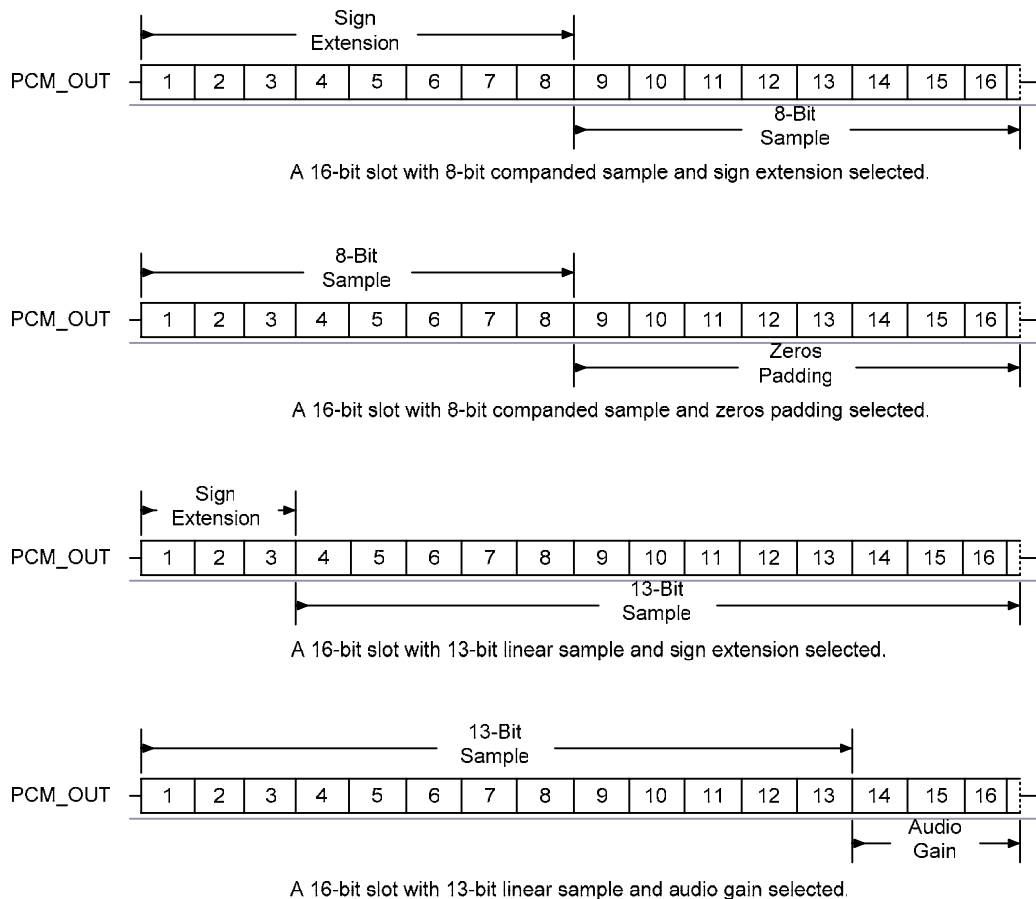 Sign
Extension
PCM_OUT 1 2 3 4 5 6 7 8 9 10 11 12 13 14 15 16
8-Bit
Sample
A 16-bit slot with 8-bit companded sample and sign extension selected.
8-Bit
Sample
PCM_OUT 1 2 3 4 5 6 7 8 9 10 11 12 13 14 15 16
Zeros
Padding
A 16-bit slot with 8-bit companded sample and zeros padding selected.
Sign
Extension
PCM_OUT 1 2 3 4 5 6 7 8 9 10 11 12 13 14 15 16
13-Bit
Sample
A 16-bit slot with 13-bit linear sample and sign extension selected.
13-Bit
Sample
PCM_OUT 1 2 3 4 5 6 7 8 9 10 11 12 13 14 15 16
Audio
Gain
A 16-bit slot with 13-bit linear sample and audio gain selected.